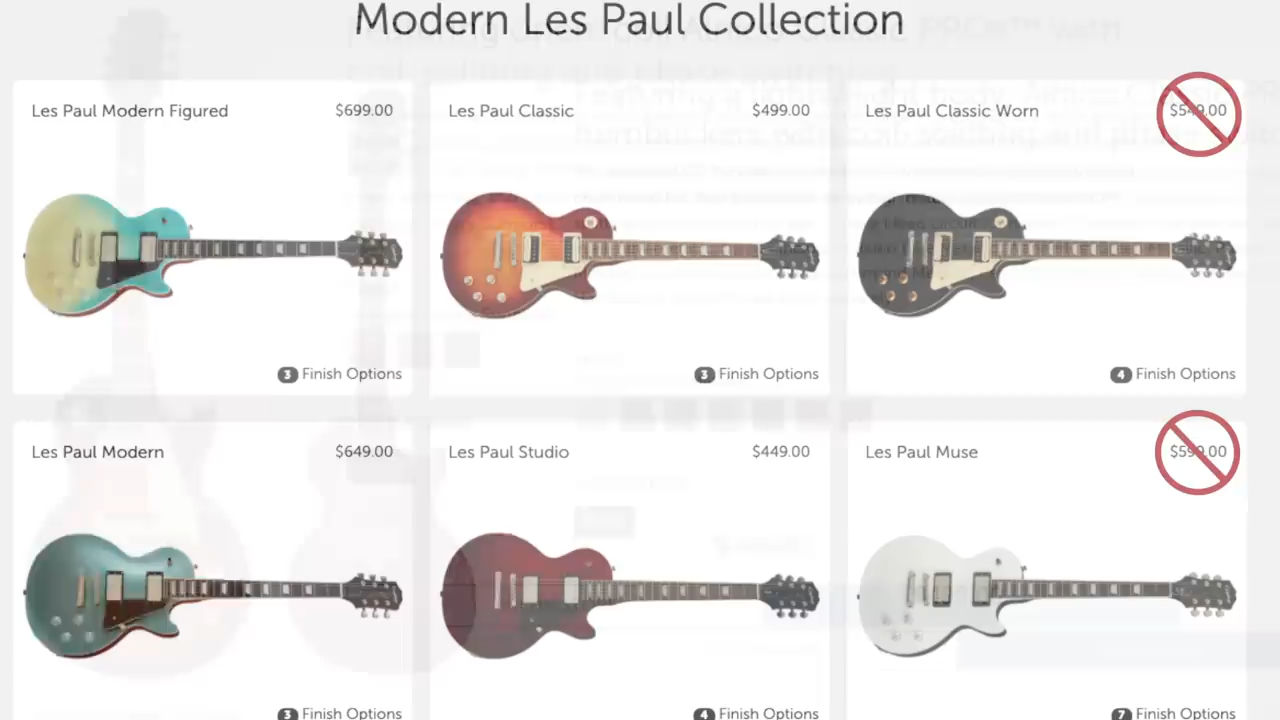 Modern Les Paul Collection
Les Paul Modern Figured $699.00
Les Paul Classic $499.00
Les Paul Classic Worn $549.00
3 Finish Options
3 Finish Options
4 Finish Options
Les Paul Modern $649.00
Les Paul Studio $449.00
Les Paul Muse $599.00
3 Finish Options
4 Finish Options
7 Finish Options